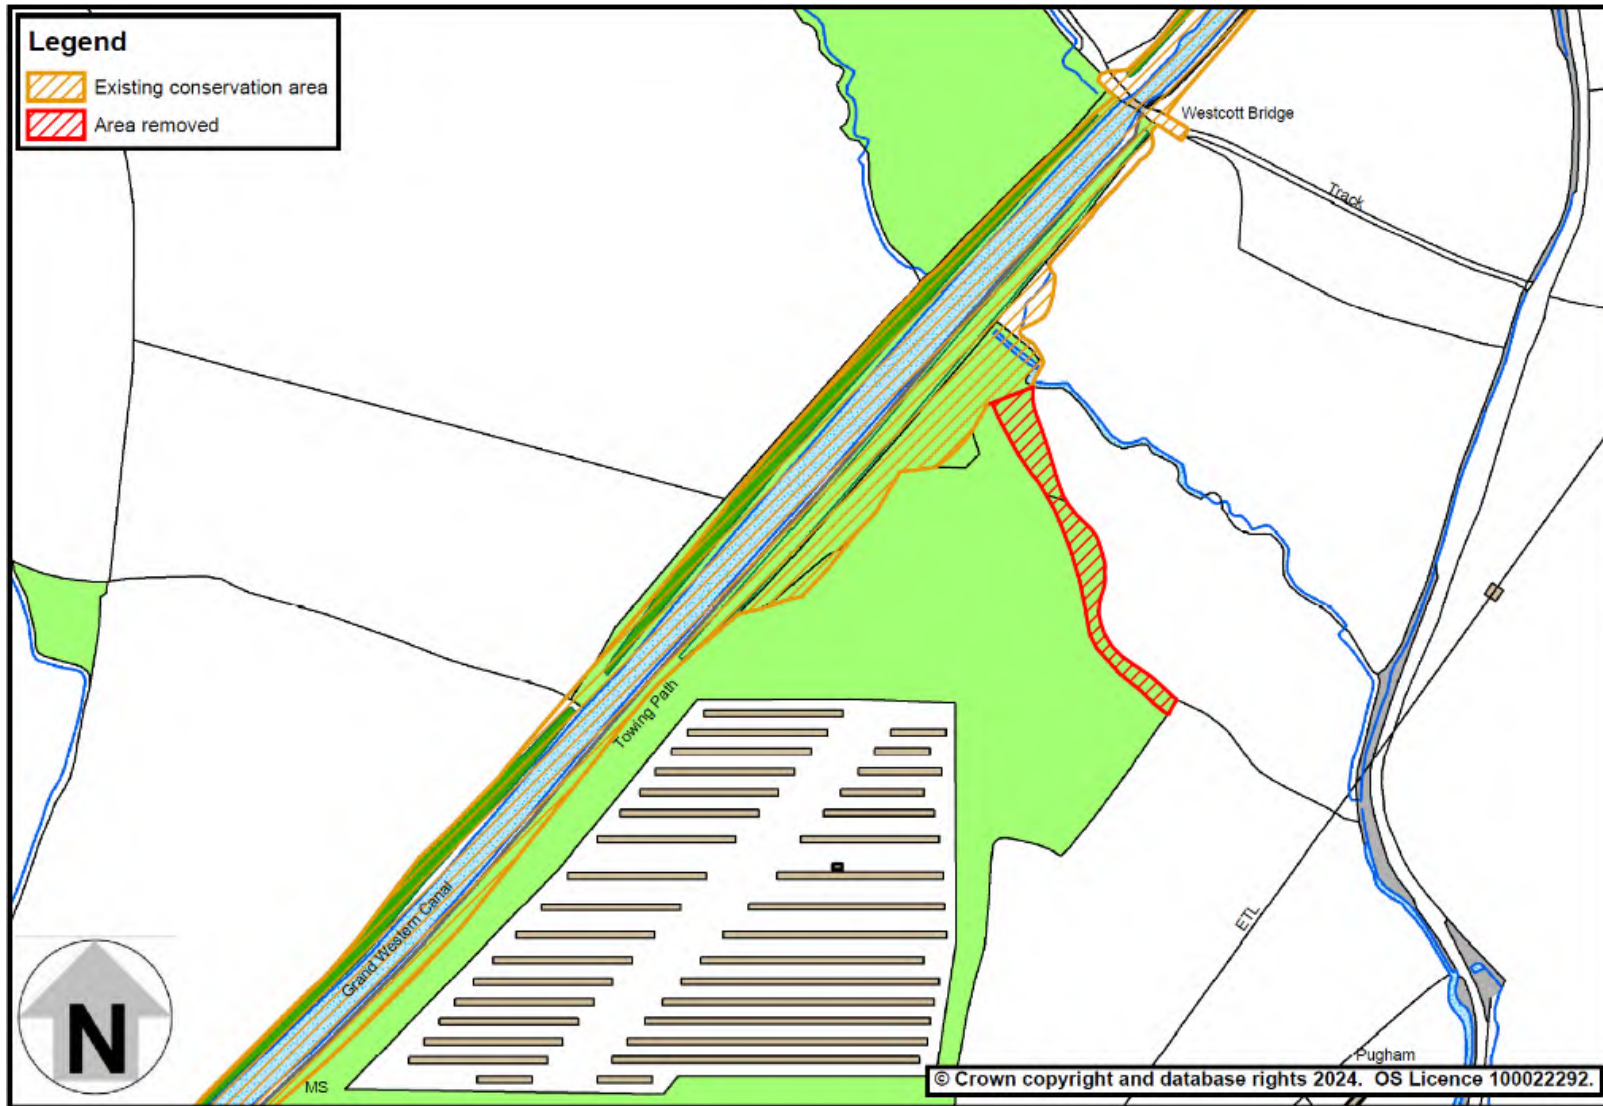 Legend
Existing conservation area
Area removed
Westcott Bridge
Track
Towing Path
Grand Western Canal
ETL
N
MS
Pugham
© Crown copyright and database rights 2024. OS Licence 100022292.